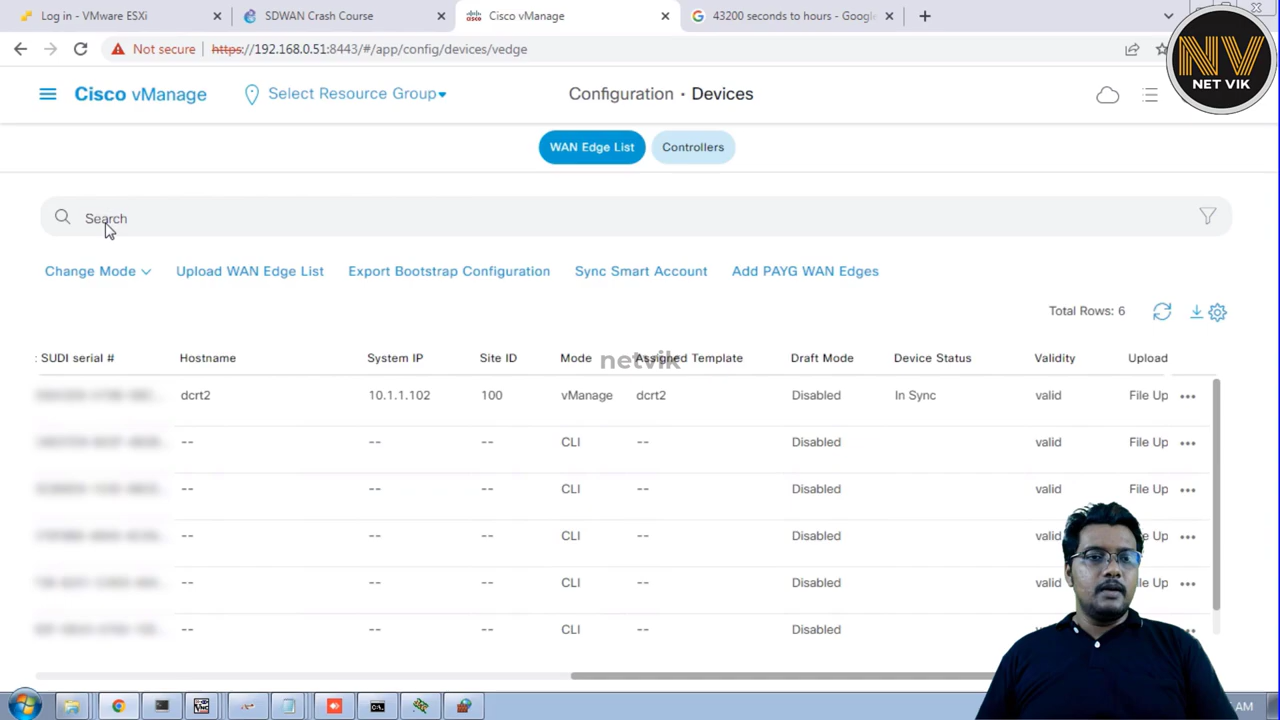 Log in - VMware ESXi
SDWAN Crash Course
Cisco vManage
43200 seconds to hours - Google
Not secure
https://192.168.0.51:8443/#/app/config/devices/vedge
NV
NET VIK
Cisco vManage
Select Resource Group
Configuration · Devices
WAN Edge List
Controllers
Search
Change Mode
Upload WAN Edge List
Export Bootstrap Configuration
Sync Smart Account
Add PAYG WAN Edges
Total Rows: 6
: SUDI serial # Hostname System IP Site ID Mode Assigned Template Draft Mode Device Status Validity Upload
netvik
dcrt2 10.1.1.102 100 vManage dcrt2 Disabled In Sync valid File Up
-- -- -- CLI -- Disabled valid File Up
-- -- -- CLI -- Disabled valid File Up
-- -- -- CLI -- Disabled valid File Up
-- -- -- CLI -- Disabled valid File Up
-- -- -- CLI -- Disabled
AM